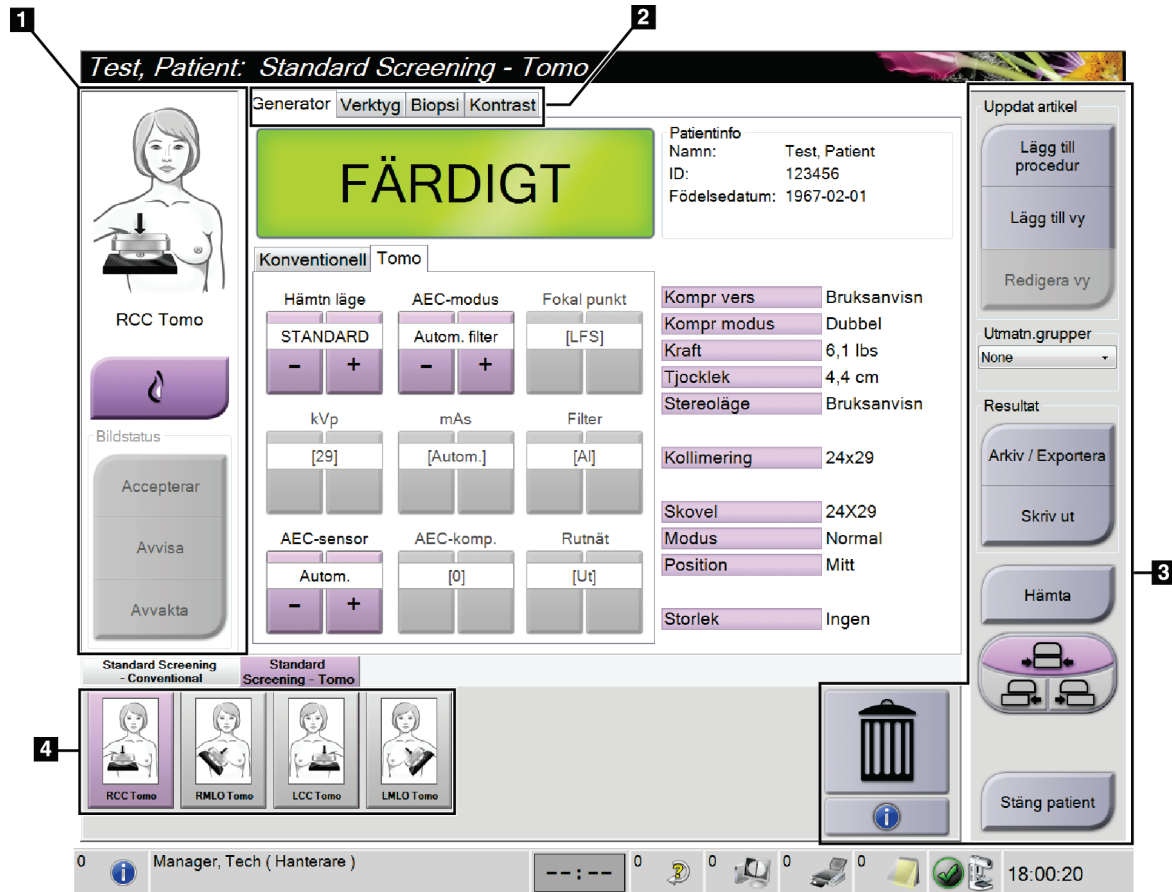 1
2
Test, Patient: Standard Screening - Tomo
Generator Verktyg Biopsi Kontrast
FÄRDIGT
Patientinfo
Namn: Test, Patient
ID: 123456
Födelsedatum: 1967-02-01
RCC Tomo
Bildstatus
Accepterar
Avvisa
Avvakta
Konventionell Tomo
Hämtn läge AEC-modus Fokal punkt
STANDARD Autom. filter [LFS]
- + - +
kVp mAs Filter
[29] [Autom.] [Al]
AEC-sensor AEC-komp. Rutnät
Autom. [0] [Ut]
- +
Kompr vers Bruksanvisn
Kompr modus Dubbel
Kraft 6,1 lbs
Tjocklek 4,4 cm
Stereoläge Bruksanvisn
Kollimering 24x29
Skovel 24X29
Modus Normal
Position Mitt
Storlek Ingen
Uppdat artikel
Lägg till
procedur
Lägg till vy
Redigera vy
Utmatn.grupper
None
Resultat
Arkiv / Exportera
Skriv ut
Hämta
Stäng patient
3
Standard Screening
- Conventional
Standard
Screening - Tomo
4
RCC Tomo RMLO Tomo LCC Tomo LMLO Tomo
0 Manager, Tech ( Hanterare ) --:-- 0 0 0 0 18:00:20